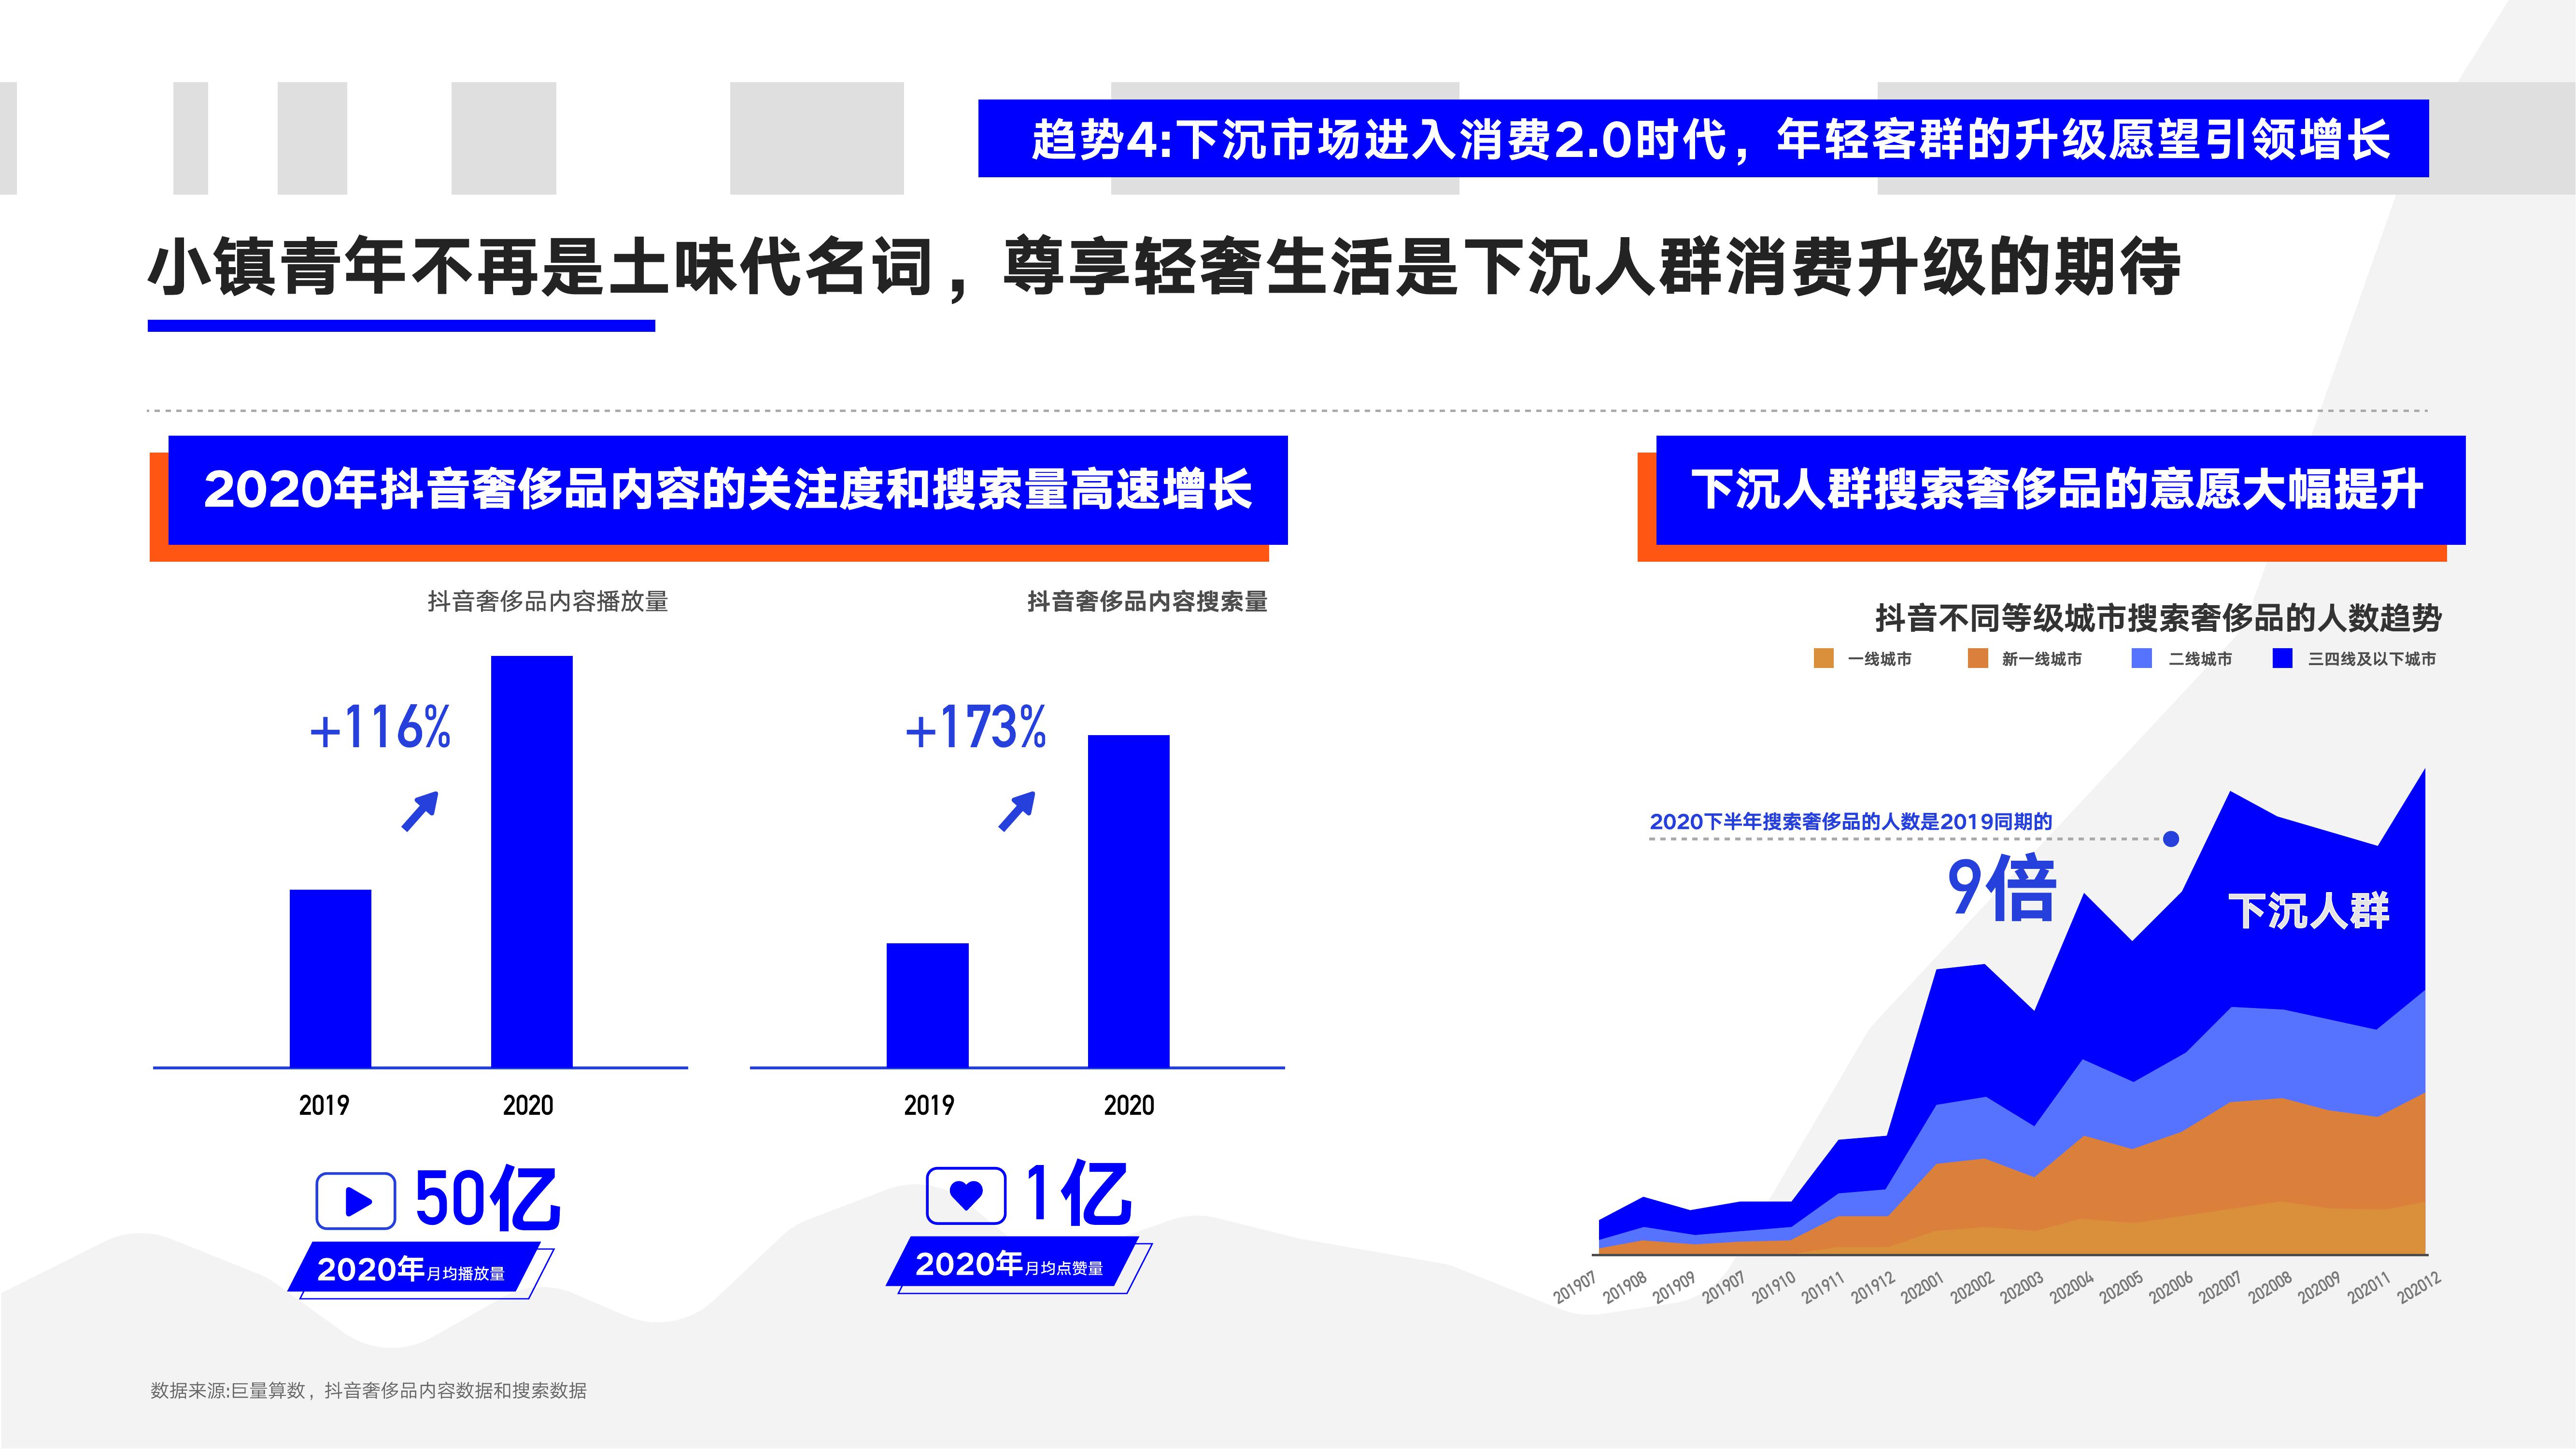 趋势4:下沉市场进入消费2.0时代，年轻客群的升级愿望引领增长
小镇青年不再是土味代名词，尊享轻奢生活是下沉人群消费升级的期待
2020年抖音奢侈品内容的关注度和搜索量高速增长
抖音奢侈品内容播放量
+116%
2019
2020
50亿
2020年月均播放量
抖音奢侈品内容搜索量
+173%
2019
2020
1亿
2020年月均点赞量
下沉人群搜索奢侈品的意愿大幅提升
抖音不同等级城市搜索奢侈品的人数趋势
一线城市 新一线城市 二线城市 三四线及以下城市
2020下半年搜索奢侈品的人数是2019同期的
9倍
下沉人群
201907 201908 201909 201907 201910 201911 201912 202001 202002 202003 202004 202005 202006 202007 202008 202009 202011 202012
数据来源:巨量算数，抖音奢侈品内容数据和搜索数据